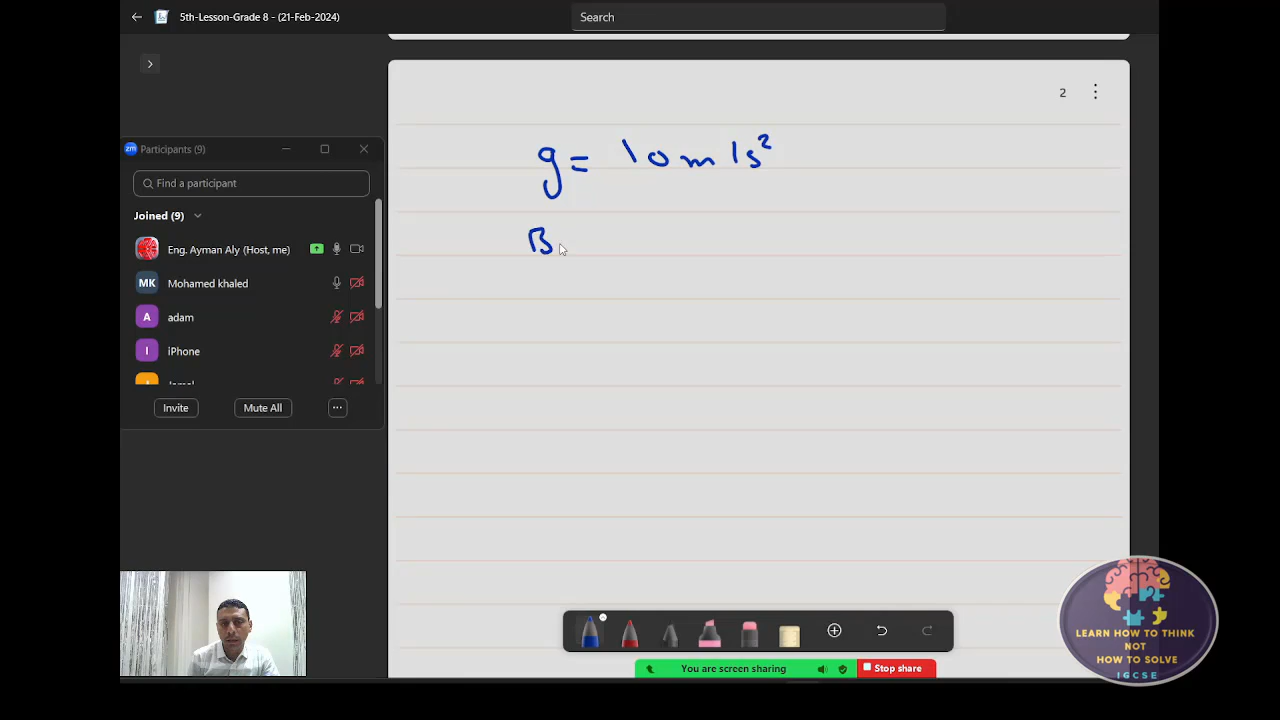 5th-Lesson-Grade 8 - (21-Feb-2024)
Search
2
zm Participants (9)
Find a participant
Joined (9)
Eng. Ayman Aly (Host, me)
MK Mohamed khaled
A adam
I iPhone
Invite
Mute All
g = 10 m/s²
B
You are screen sharing
Stop share
LEARN HOW TO THINK
NOT
HOW TO SOLVE
IGCSE